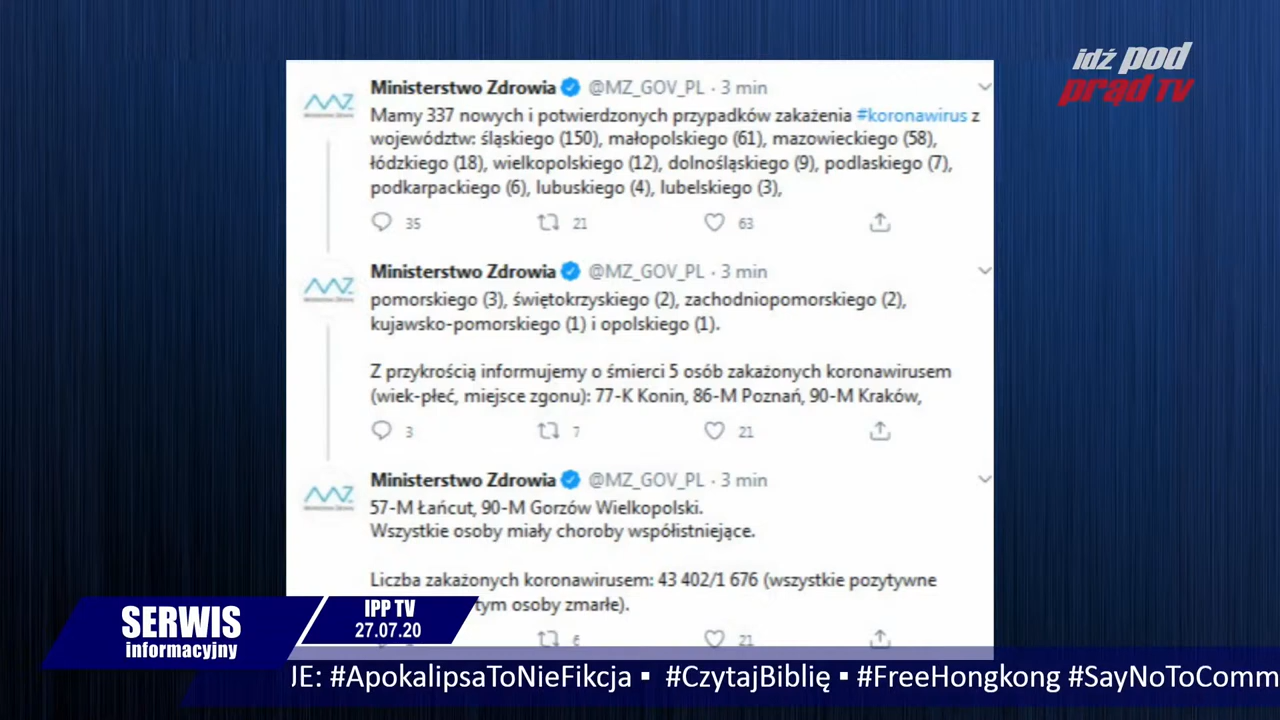 idź pod
prąd TV
Ministerstwo Zdrowia @MZ_GOV_PL · 3 min
Mamy 337 nowych i potwierdzonych przypadków zakażenia #koronawirus z
województw: śląskiego (150), małopolskiego (61), mazowieckiego (58),
łódzkiego (18), wielkopolskiego (12), dolnośląskiego (9), podlaskiego (7),
podkarpackiego (6), lubuskiego (4), lubelskiego (3),
35 21 63
Ministerstwo Zdrowia @MZ_GOV_PL · 3 min
pomorskiego (3), świętokrzyskiego (2), zachodniopomorskiego (2),
kujawsko-pomorskiego (1) i opolskiego (1).
Z przykrością informujemy o śmierci 5 osób zakażonych koronawirusem
(wiek-płeć, miejsce zgonu): 77-K Konin, 86-M Poznań, 90-M Kraków,
3 7 21
Ministerstwo Zdrowia @MZ_GOV_PL · 3 min
57-M Łańcut, 90-M Gorzów Wielkopolski.
Wszystkie osoby miały choroby współistniejące.
Liczba zakażonych koronawirusem: 43 402/1 676 (wszystkie pozytywne
tym osoby zmarłe).
6 21
SERWIS
informacyjny
IPP TV
27.07.20
JE: #ApokalipsaToNieFikcja ▪ #CzytajBiblię ▪ #FreeHongkong #SayNoToComm